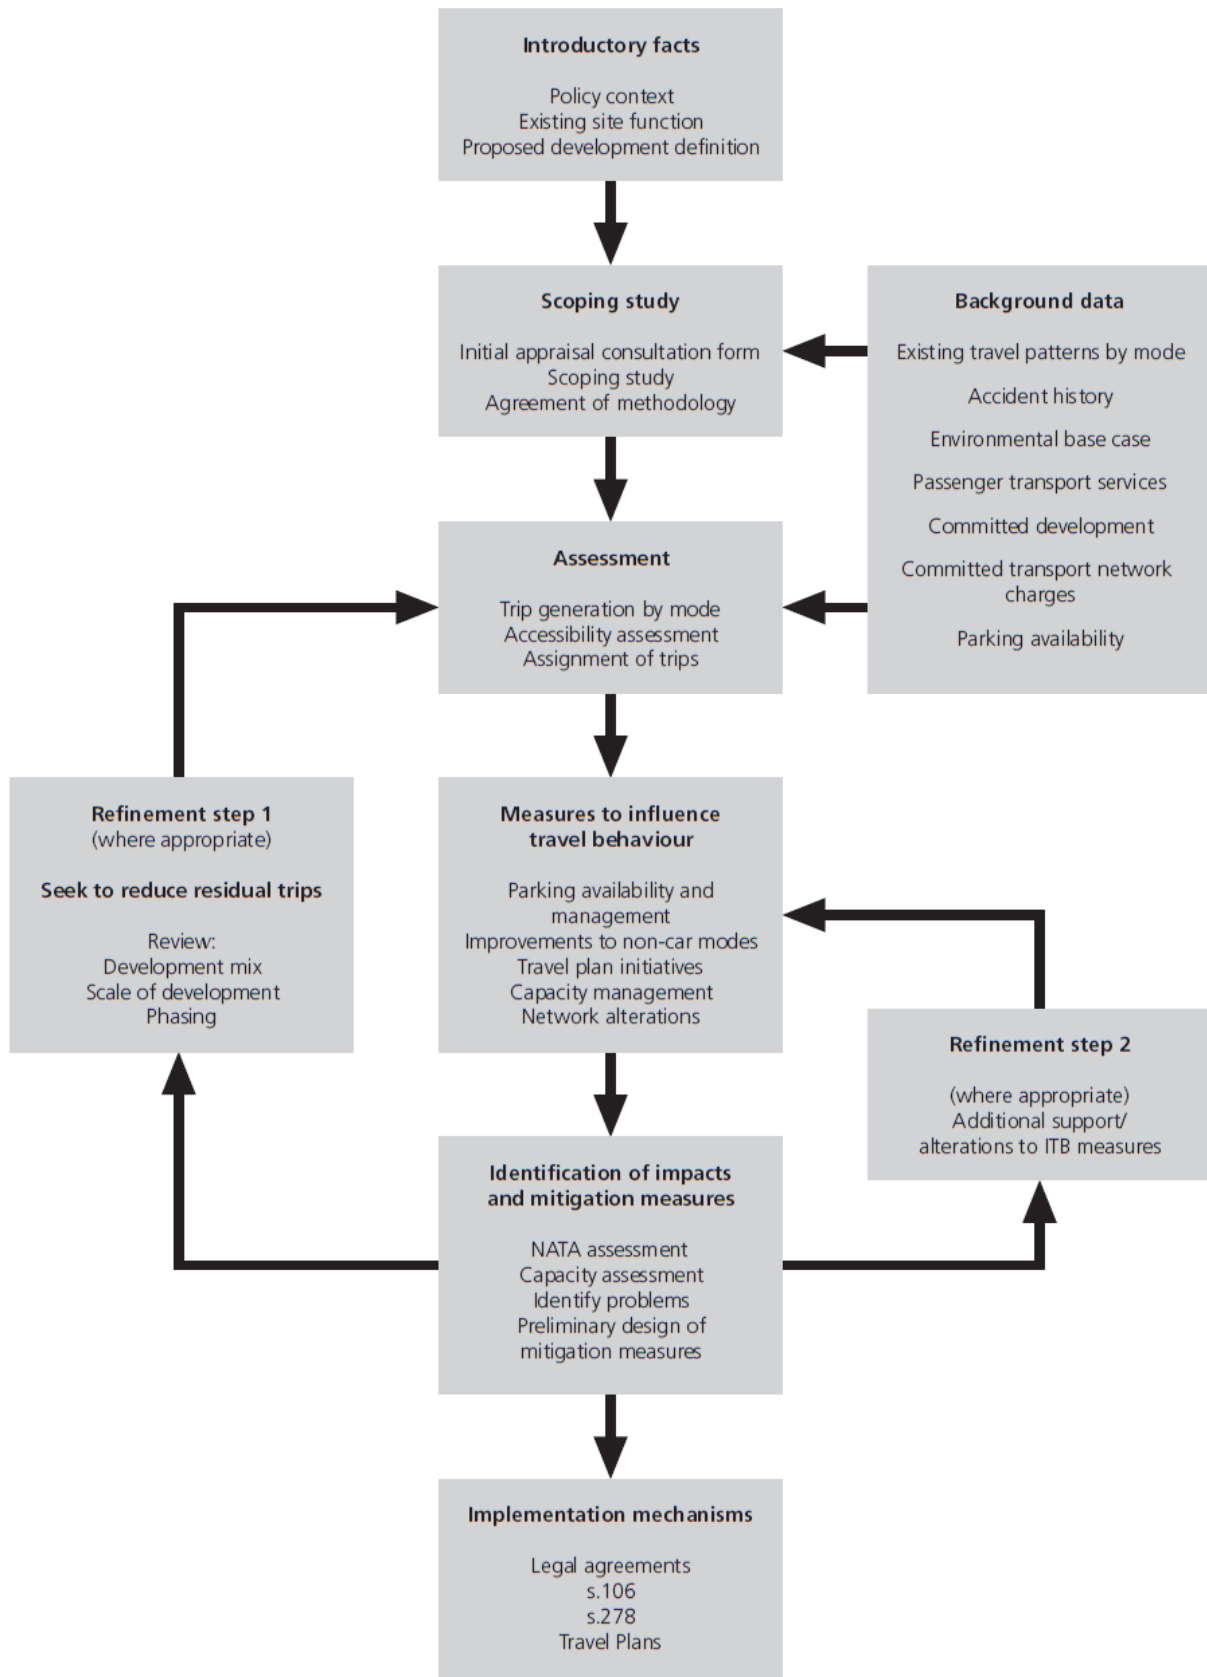 Introductory facts
Policy context
Existing site function
Proposed development definition
Scoping study
Initial appraisal consultation form
Scoping study
Agreement of methodology
Background data
Existing travel patterns by mode
Accident history
Environmental base case
Passenger transport services
Committed development
Committed transport network
charges
Parking availability
Assessment
Trip generation by mode
Accessibility assessment
Assignment of trips
Refinement step 1
(where appropriate)
Seek to reduce residual trips
Review:
Development mix
Scale of development
Phasing
Measures to influence
travel behaviour
Parking availability and
management
Improvements to non-car modes
Travel plan initiatives
Capacity management
Network alterations
Refinement step 2
(where appropriate)
Additional support/
alterations to ITB measures
Identification of impacts
and mitigation measures
NATA assessment
Capacity assessment
Identify problems
Preliminary design of
mitigation measures
Implementation mechanisms
Legal agreements
s.106
s.278
Travel Plans